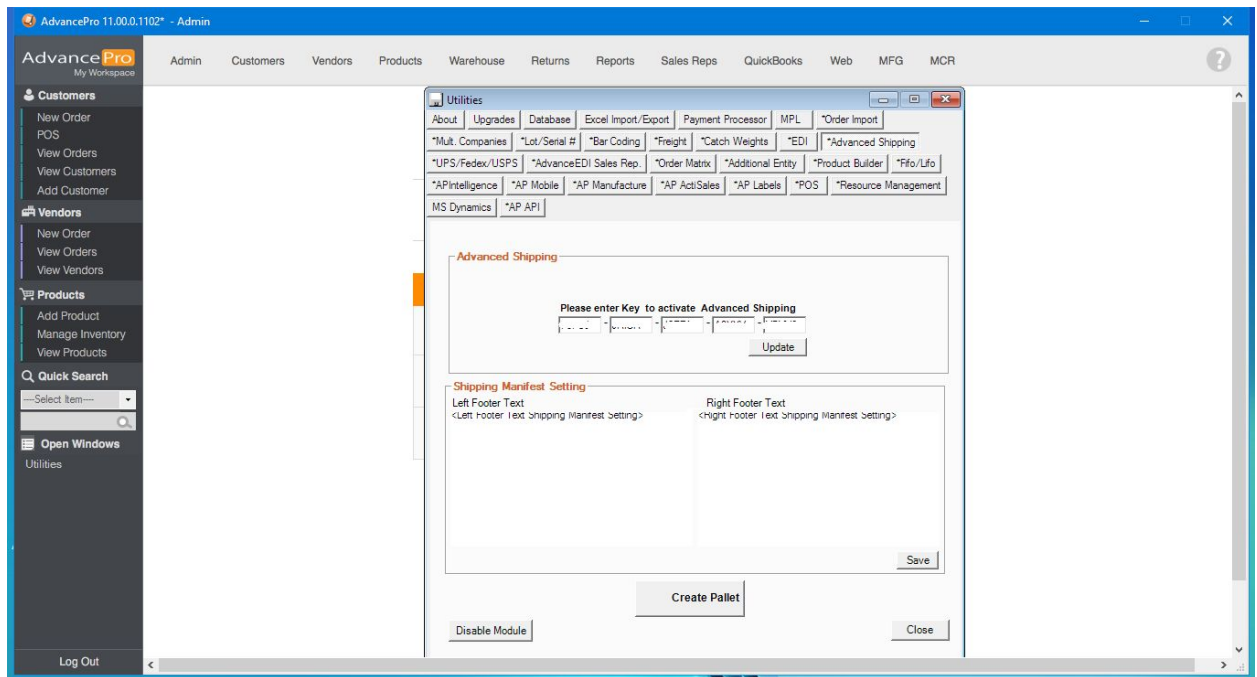 AdvancePro 11.00.0.1102* - Admin
AdvancePro
My Workspace
Admin Customers Vendors Products Warehouse Returns Reports Sales Reps QuickBooks Web MFG MCR
?
Customers
New Order
POS
View Orders
View Customers
Add Customer
Vendors
New Order
View Orders
View Vendors
Products
Add Product
Manage Inventory
View Products
Quick Search
----Select Item----
Open Windows
Utilities
Log Out
Utilities
About Upgrades Database Excel Import/Export Payment Processor MPL *Order Import
*Mult. Companies *Lot/Serial # *Bar Coding *Freight *Catch Weights *EDI *Advanced Shipping
*UPS/Fedex/USPS *AdvanceEDI Sales Rep. *Order Matrix *Addtional Entity *Product Builder *Fifo/Lifo
*APIntelligence *AP Mobile *AP Manufacture *AP ActiSales *AP Labels *POS *Resource Management
MS Dynamics *AP API
Advanced Shipping
Please enter Key to activate Advanced Shipping
- - - -
Update
Shipping Manifest Setting
Left Footer Text Right Footer Text
<Left Footer Text Shipping Manifest Setting> <Right Footer Text Shipping Manifest Setting>
Save
Create Pallet
Disable Module Close